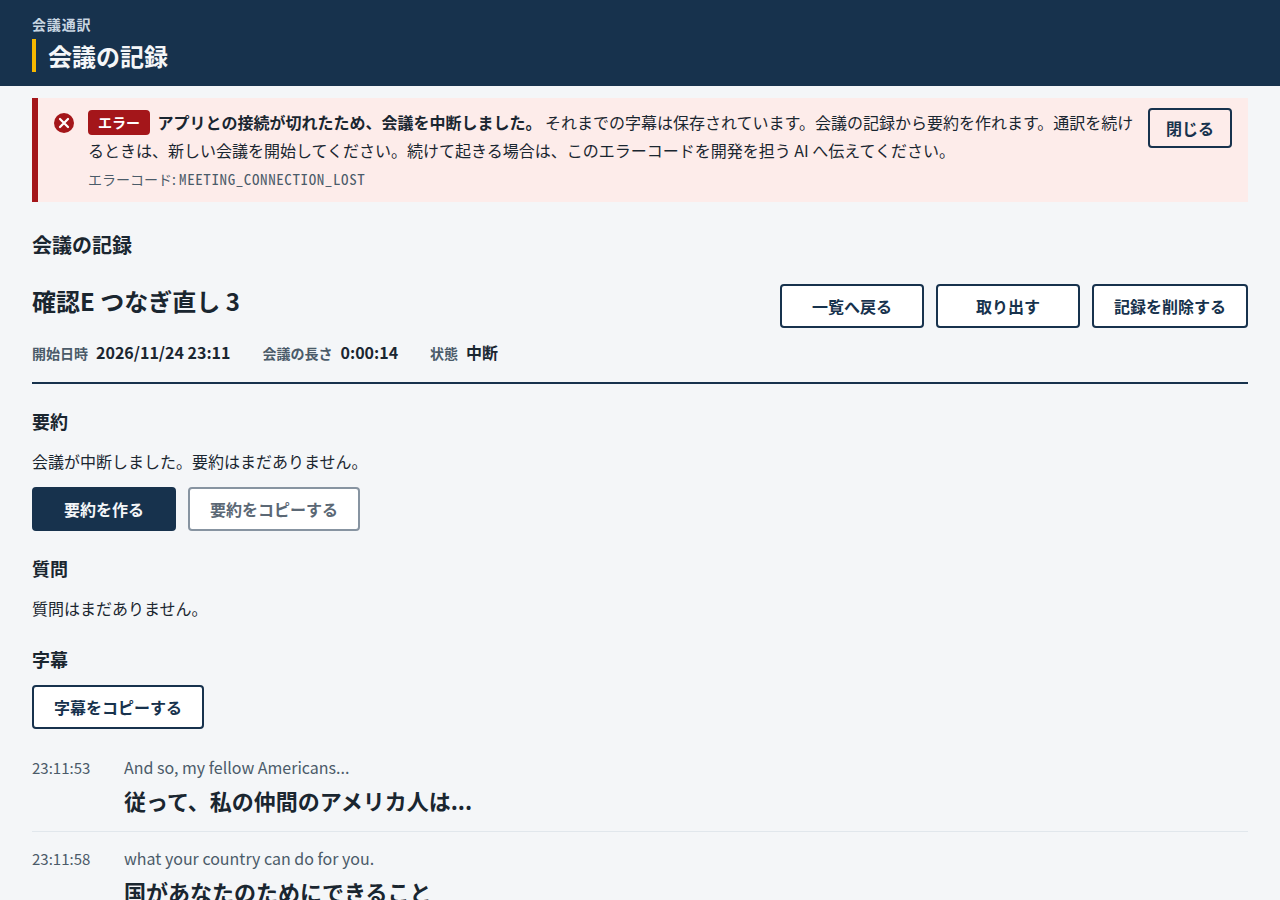 会議通訳
会議の記録
エラー アプリとの接続が切れたため、会議を中断しました。 それまでの字幕は保存されています。会議の記録から要約を作れます。通訳を続け
るときは、新しい会議を開始してください。続けて起きる場合は、このエラーコードを開発を担う AI へ伝えてください。
エラーコード: MEETING_CONNECTION_LOST
閉じる
会議の記録
確認E つなぎ直し 3
一覧へ戻る 取り出す 記録を削除する
開始日時 2026/11/24 23:11 会議の長さ 0:00:14 状態 中断
要約
会議が中断しました。要約はまだありません。
要約を作る 要約をコピーする
質問
質問はまだありません。
字幕
字幕をコピーする
23:11:53 And so, my fellow Americans...
従って、私の仲間のアメリカ人は...
23:11:58 what your country can do for you.
国があなたのためにできること